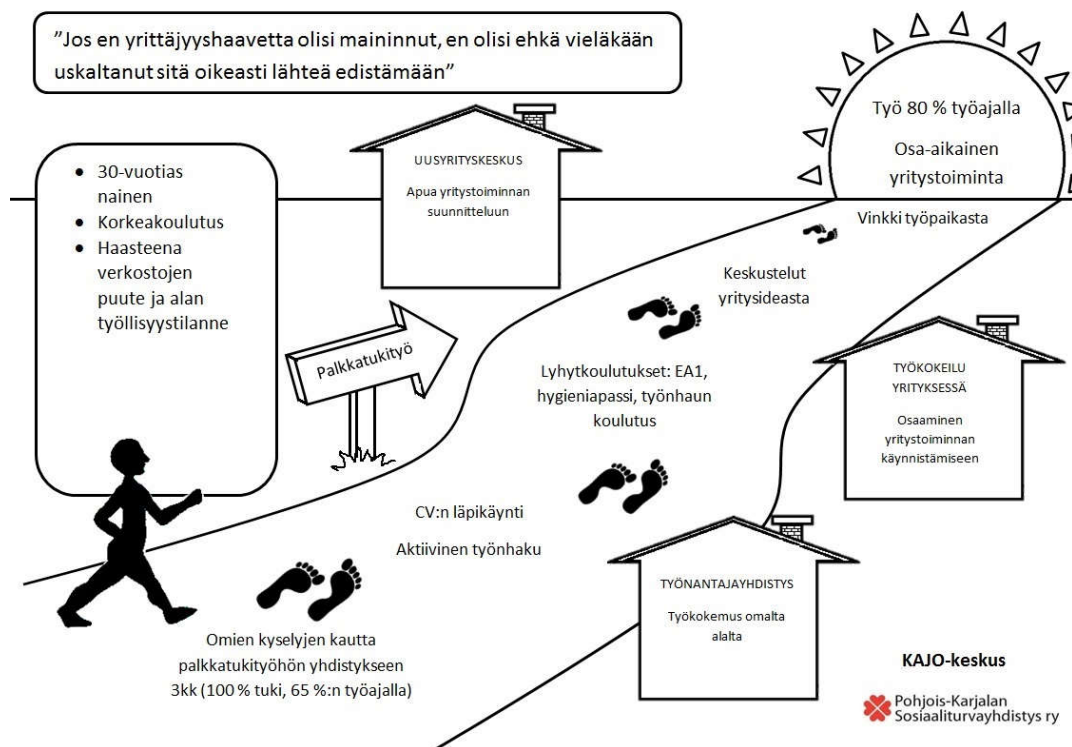 ”Jos en yrittäjyyshaavetta olisi maininnut, en olisi ehkä vieläkään
uskaltanut sitä oikeasti lähteä edistämään”
• 30-vuotias
nainen
• Korkeakoulutus
• Haasteena
verkostojen
puute ja alan
työllisyystilanne
UUSYRITYSKESKUS
Apua yritystoiminnan
suunnitteluun
Työ 80 % työajalla
Osa-aikainen
yritystoiminta
Vinkki työpaikasta
Keskustelut
yritysideasta
Palkkatukityö
Lyhytkoulutukset: EA1,
hygieniapassi, työnhaun
koulutus
TYÖKOKEILU
YRITYKSESSÄ
Osaaminen
yritystoiminnan
käynnistämiseen
CV:n läpikäynti
Aktiivinen työnhaku
TYÖNANTAJAYHDISTYS
Työkokemus omalta
alalta
Omien kyselyjen kautta
palkkatukityöhön yhdistykseen
3kk (100 % tuki, 65 %:n työajalla)
KAJO-keskus
Pohjois-Karjalan
Sosiaaliturvayhdistys ry